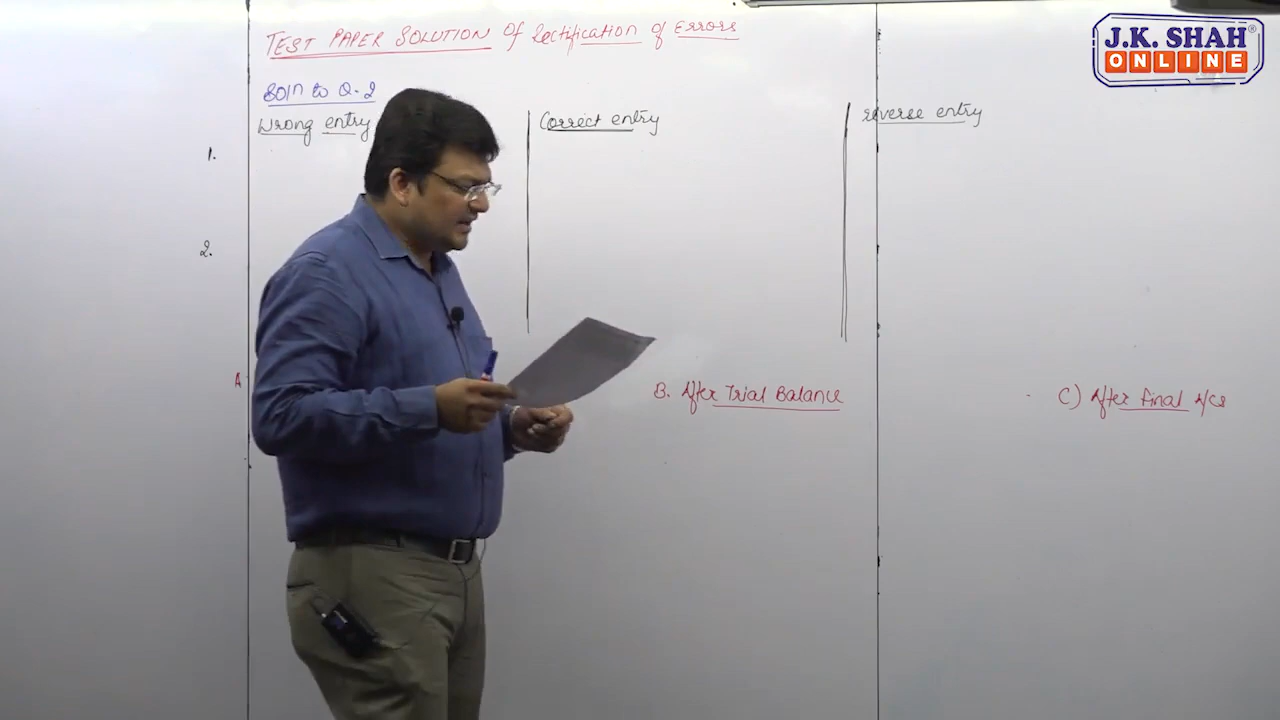 TEST PAPER SOLUTION of Rectification of Errors
J.K. SHAH®
ONLINE
Soln to Q.2
Wrong entry
Correct entry
reverse entry
1.
2.
A
B. After Trial Balance
C) After Final A/cs